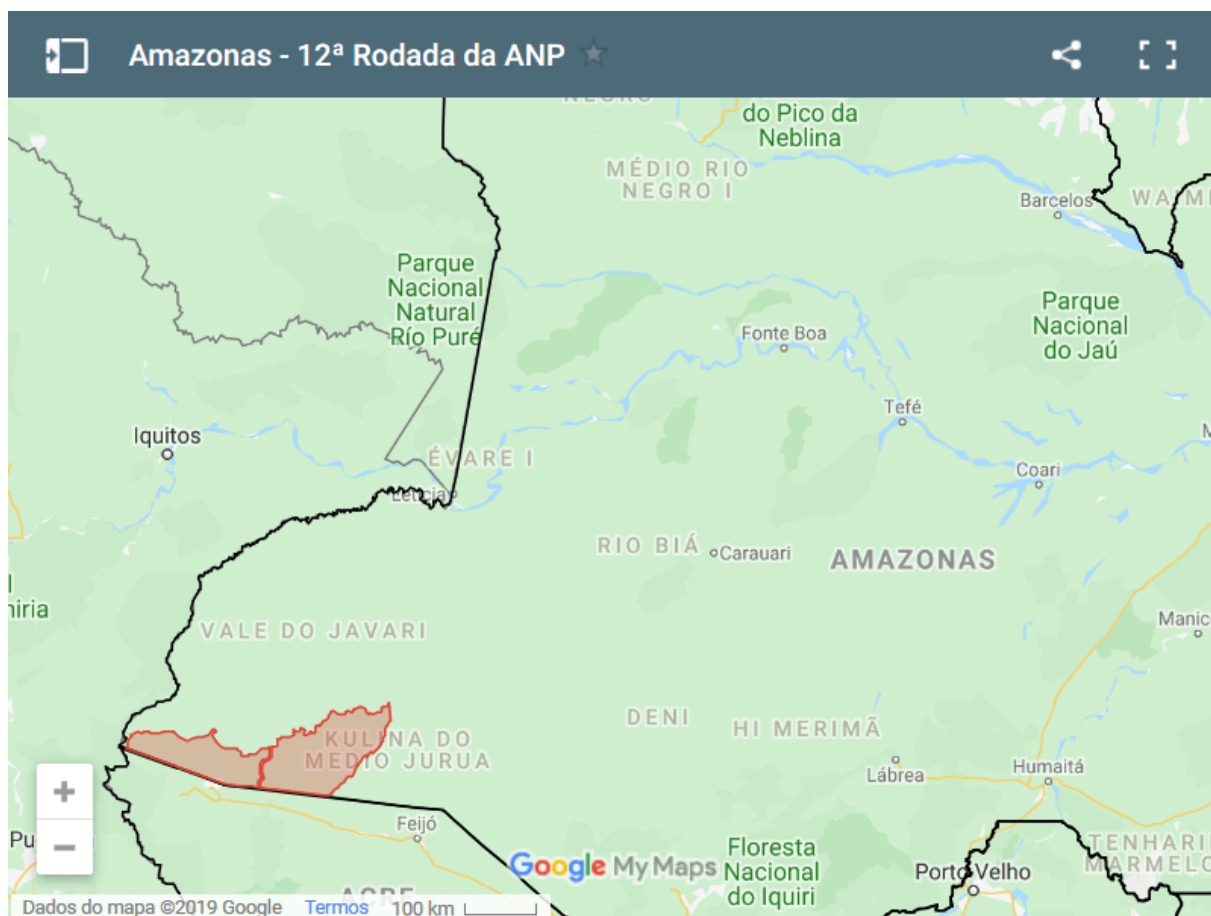 Amazonas - 12ª Rodada da ANP
NEGRO
do Pico da
Neblina
MÉDIO RIO
NEGRO I
Barcelos
Parque
Nacional
Natural
Río Puré
Parque
Nacional
do Jaú
Fonte Boa
Tefé
Iquitos
ÉVARE I
Leticia
Coari
RIO BIÁ
Carauari
AMAZONAS
VALE DO JAVARI
DENI
HI MERIMÃ
KULINA DO
MEDIO JURUA
Lábrea
Humaitá
Feijó
Floresta
Nacional
do Iquiri
Porto Velho
ACRE
Google My Maps
Dados do mapa ©2019 Google
Termos
100 km